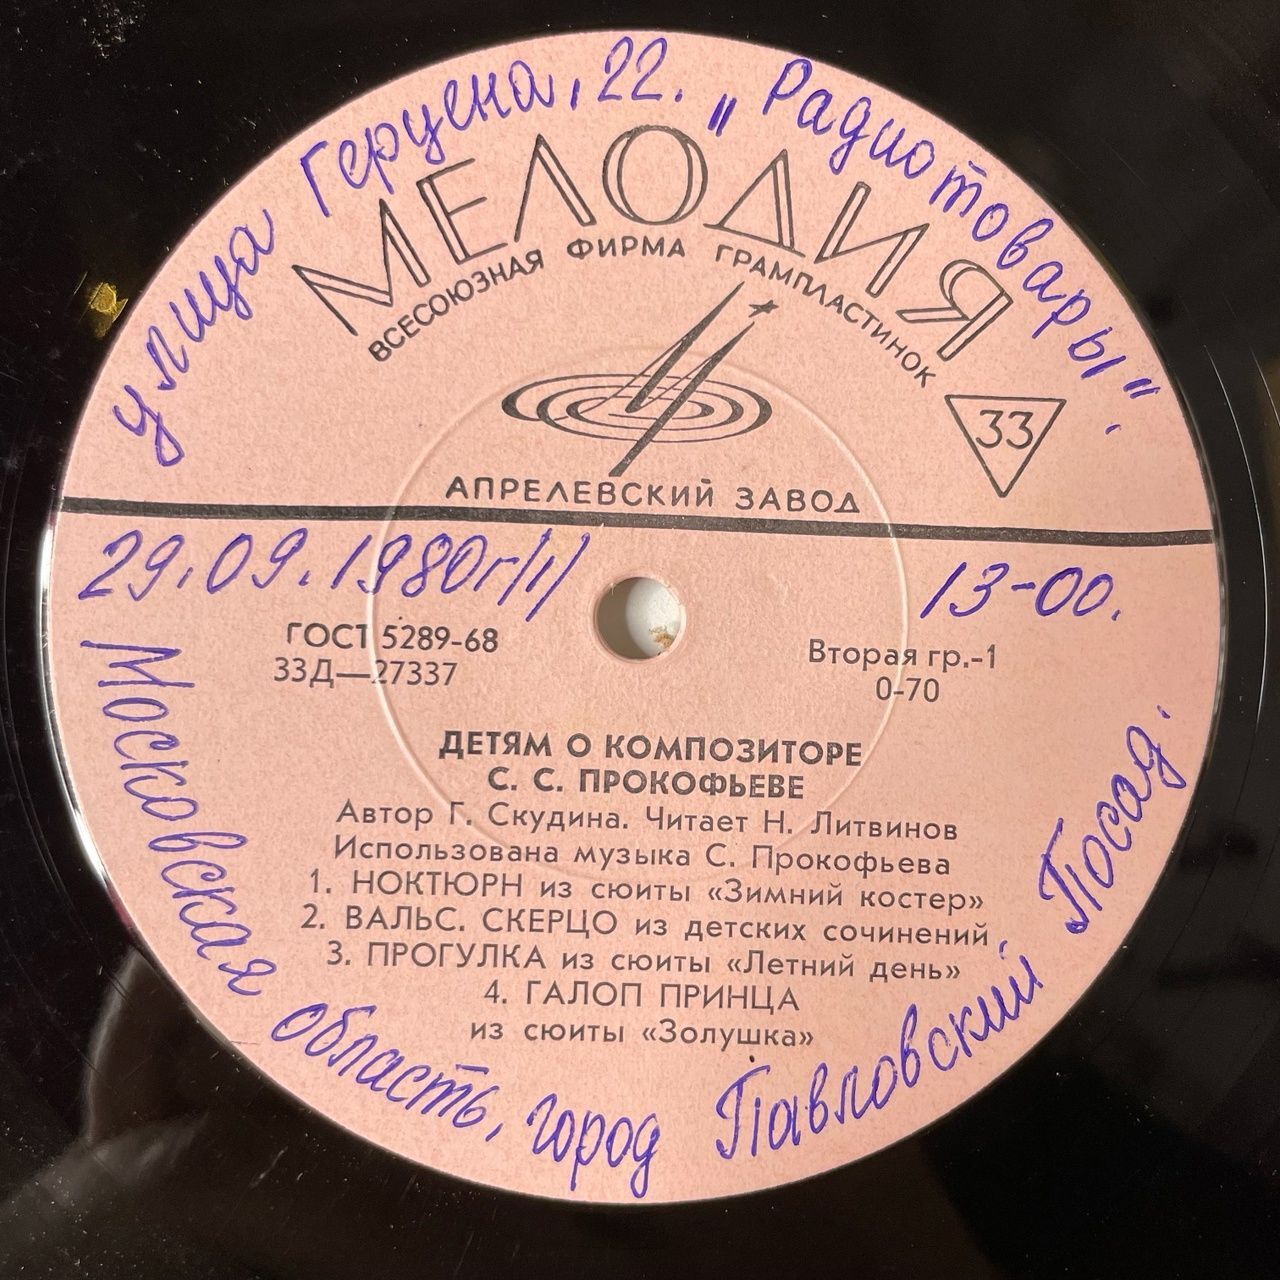 улица Герцена, 22. „Радиотовары".
МЕЛОДИЯ
ВСЕСОЮЗНАЯ ФИРМА ГРАМПЛАСТИНОК
33
АПРЕЛЕВСКИЙ ЗАВОД
29.09.1980г/1/ 13-00.
ГОСТ 5289-68
33Д—27337
Вторая гр.-1
0-70
ДЕТЯМ О КОМПОЗИТОРЕ
С. С. ПРОКОФЬЕВЕ
Автор Г. Скудина. Читает Н. Литвинов
Использована музыка С. Прокофьева
1. НОКТЮРН из сюиты «Зимний костер»
2. ВАЛЬС. СКЕРЦО из детских сочинений
3. ПРОГУЛКА из сюиты «Летний день»
4. ГАЛОП ПРИНЦА
из сюиты «Золушка»
Московская область, город Павловский Посад.